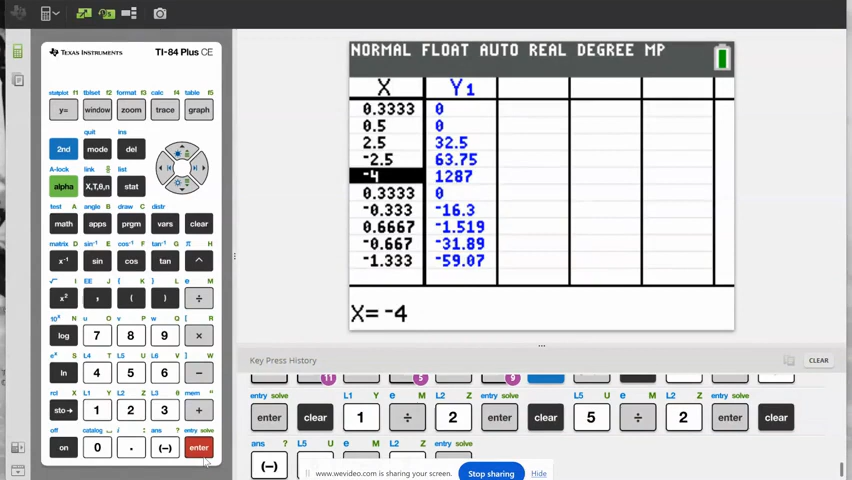 TEXAS INSTRUMENTS TI-84 Plus CE
statplot f1 tblset f2 format f3 calc f4 table f5
y= window zoom trace graph
quit ins
2nd mode del
A-lock link list
alpha X,T,θ,n stat
test A angle B draw C distr
math apps prgm vars clear
matrix D sin⁻¹ E cos⁻¹ F tan⁻¹ G π H
x⁻¹ sin cos tan ^
√ I EE J { K } L e M
x² , ( ) ÷
10ˣ N u O v P w Q [ R
log 7 8 9 ×
eˣ S L4 T L5 U L6 V ] W
ln 4 5 6 −
rcl X L1 Y L2 Z L3 θ mem "
sto→ 1 2 3 +
off catalog i : ans ? entry solve
on 0 . (−) enter
NORMAL FLOAT AUTO REAL DEGREE MP
X Y1
0.3333 0
0.5 0
2.5 32.5
-2.5 63.75
-4 1287
0.3333 0
-0.333 -16.3
0.6667 -1.519
-0.667 -31.89
-1.333 -59.07
X= -4
Key Press History CLEAR
11 5 9
entry solve L1 Y e M L2 Z entry solve L5 U e M L2 Z entry solve
enter clear 1 ÷ 2 enter clear 5 ÷ 2 enter clear
ans ? L5 U e M L2 Z entry solve
(−)
www.wevideo.com is sharing your screen. Stop sharing Hide